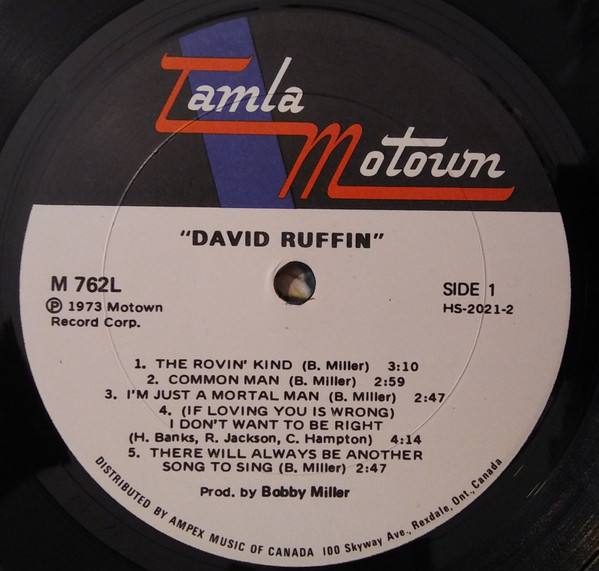 Tamla
Motown
"DAVID RUFFIN"
M 762L
Ⓟ 1973 Motown
Record Corp.
SIDE 1
HS-2021-2
1. THE ROVIN' KIND (B. Miller) 3:10
2. COMMON MAN (B. Miller) 2:59
3. I'M JUST A MORTAL MAN (B. Miller) 2:47
4. (IF LOVING YOU IS WRONG)
I DON'T WANT TO BE RIGHT
(H. Banks, R. Jackson, C. Hampton) 4:14
5. THERE WILL ALWAYS BE ANOTHER
SONG TO SING (B. Miller) 2:47
Prod. by Bobby Miller
DISTRIBUTED BY AMPEX MUSIC OF CANADA 100 Skyway Ave., Rexdale, Ont., Canada